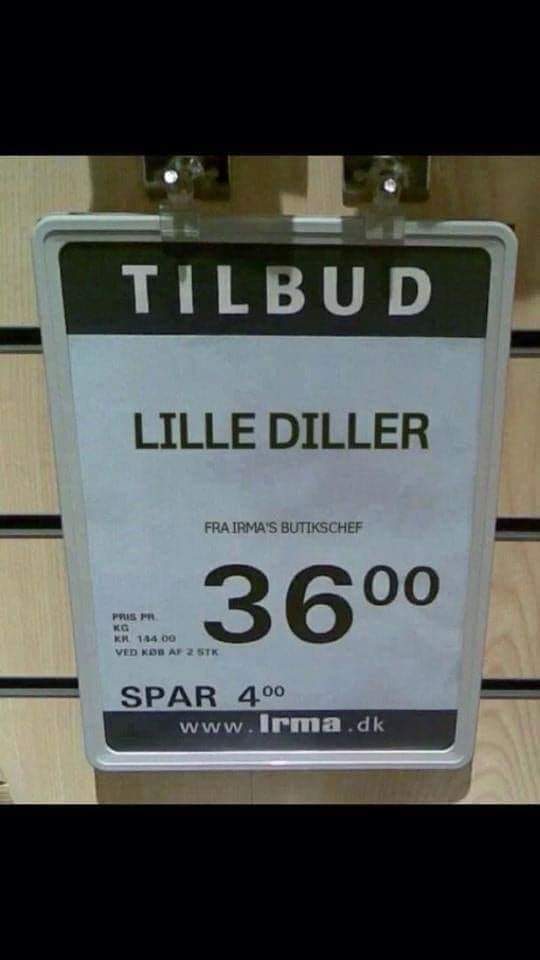 TILBUD
LILLE DILLER
FRA IRMA'S BUTIKSCHEF
36 00
PRIS PR.
KG
KR. 144.00
VED KØB AF 2 STK
SPAR 4 00
www.Irma.dk